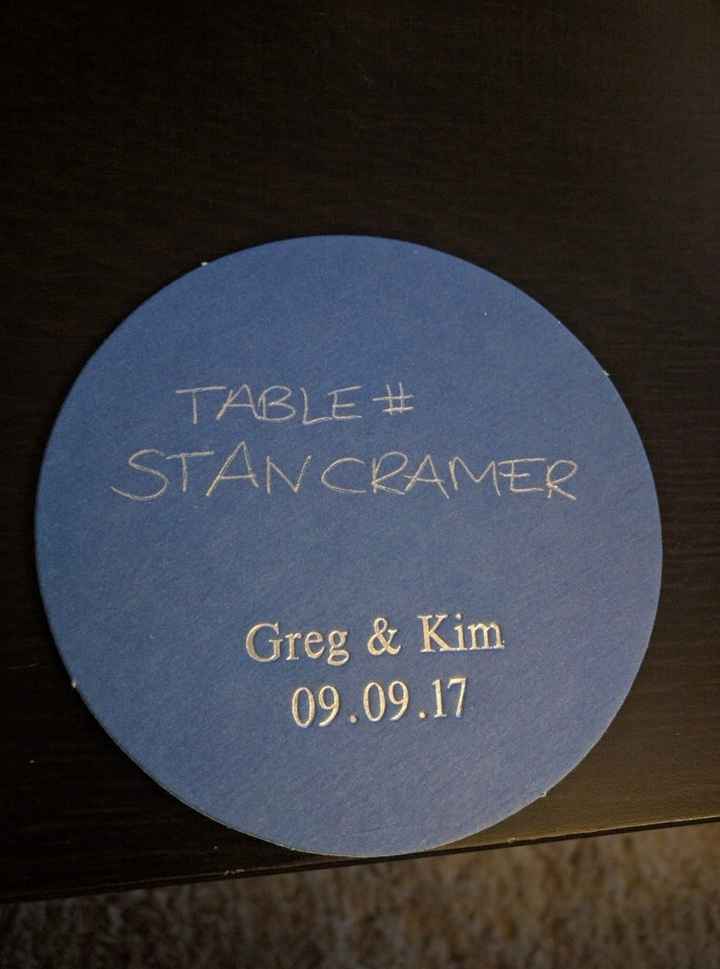 TABLE #
STAN CRAMER
Greg & Kim
09.09.17